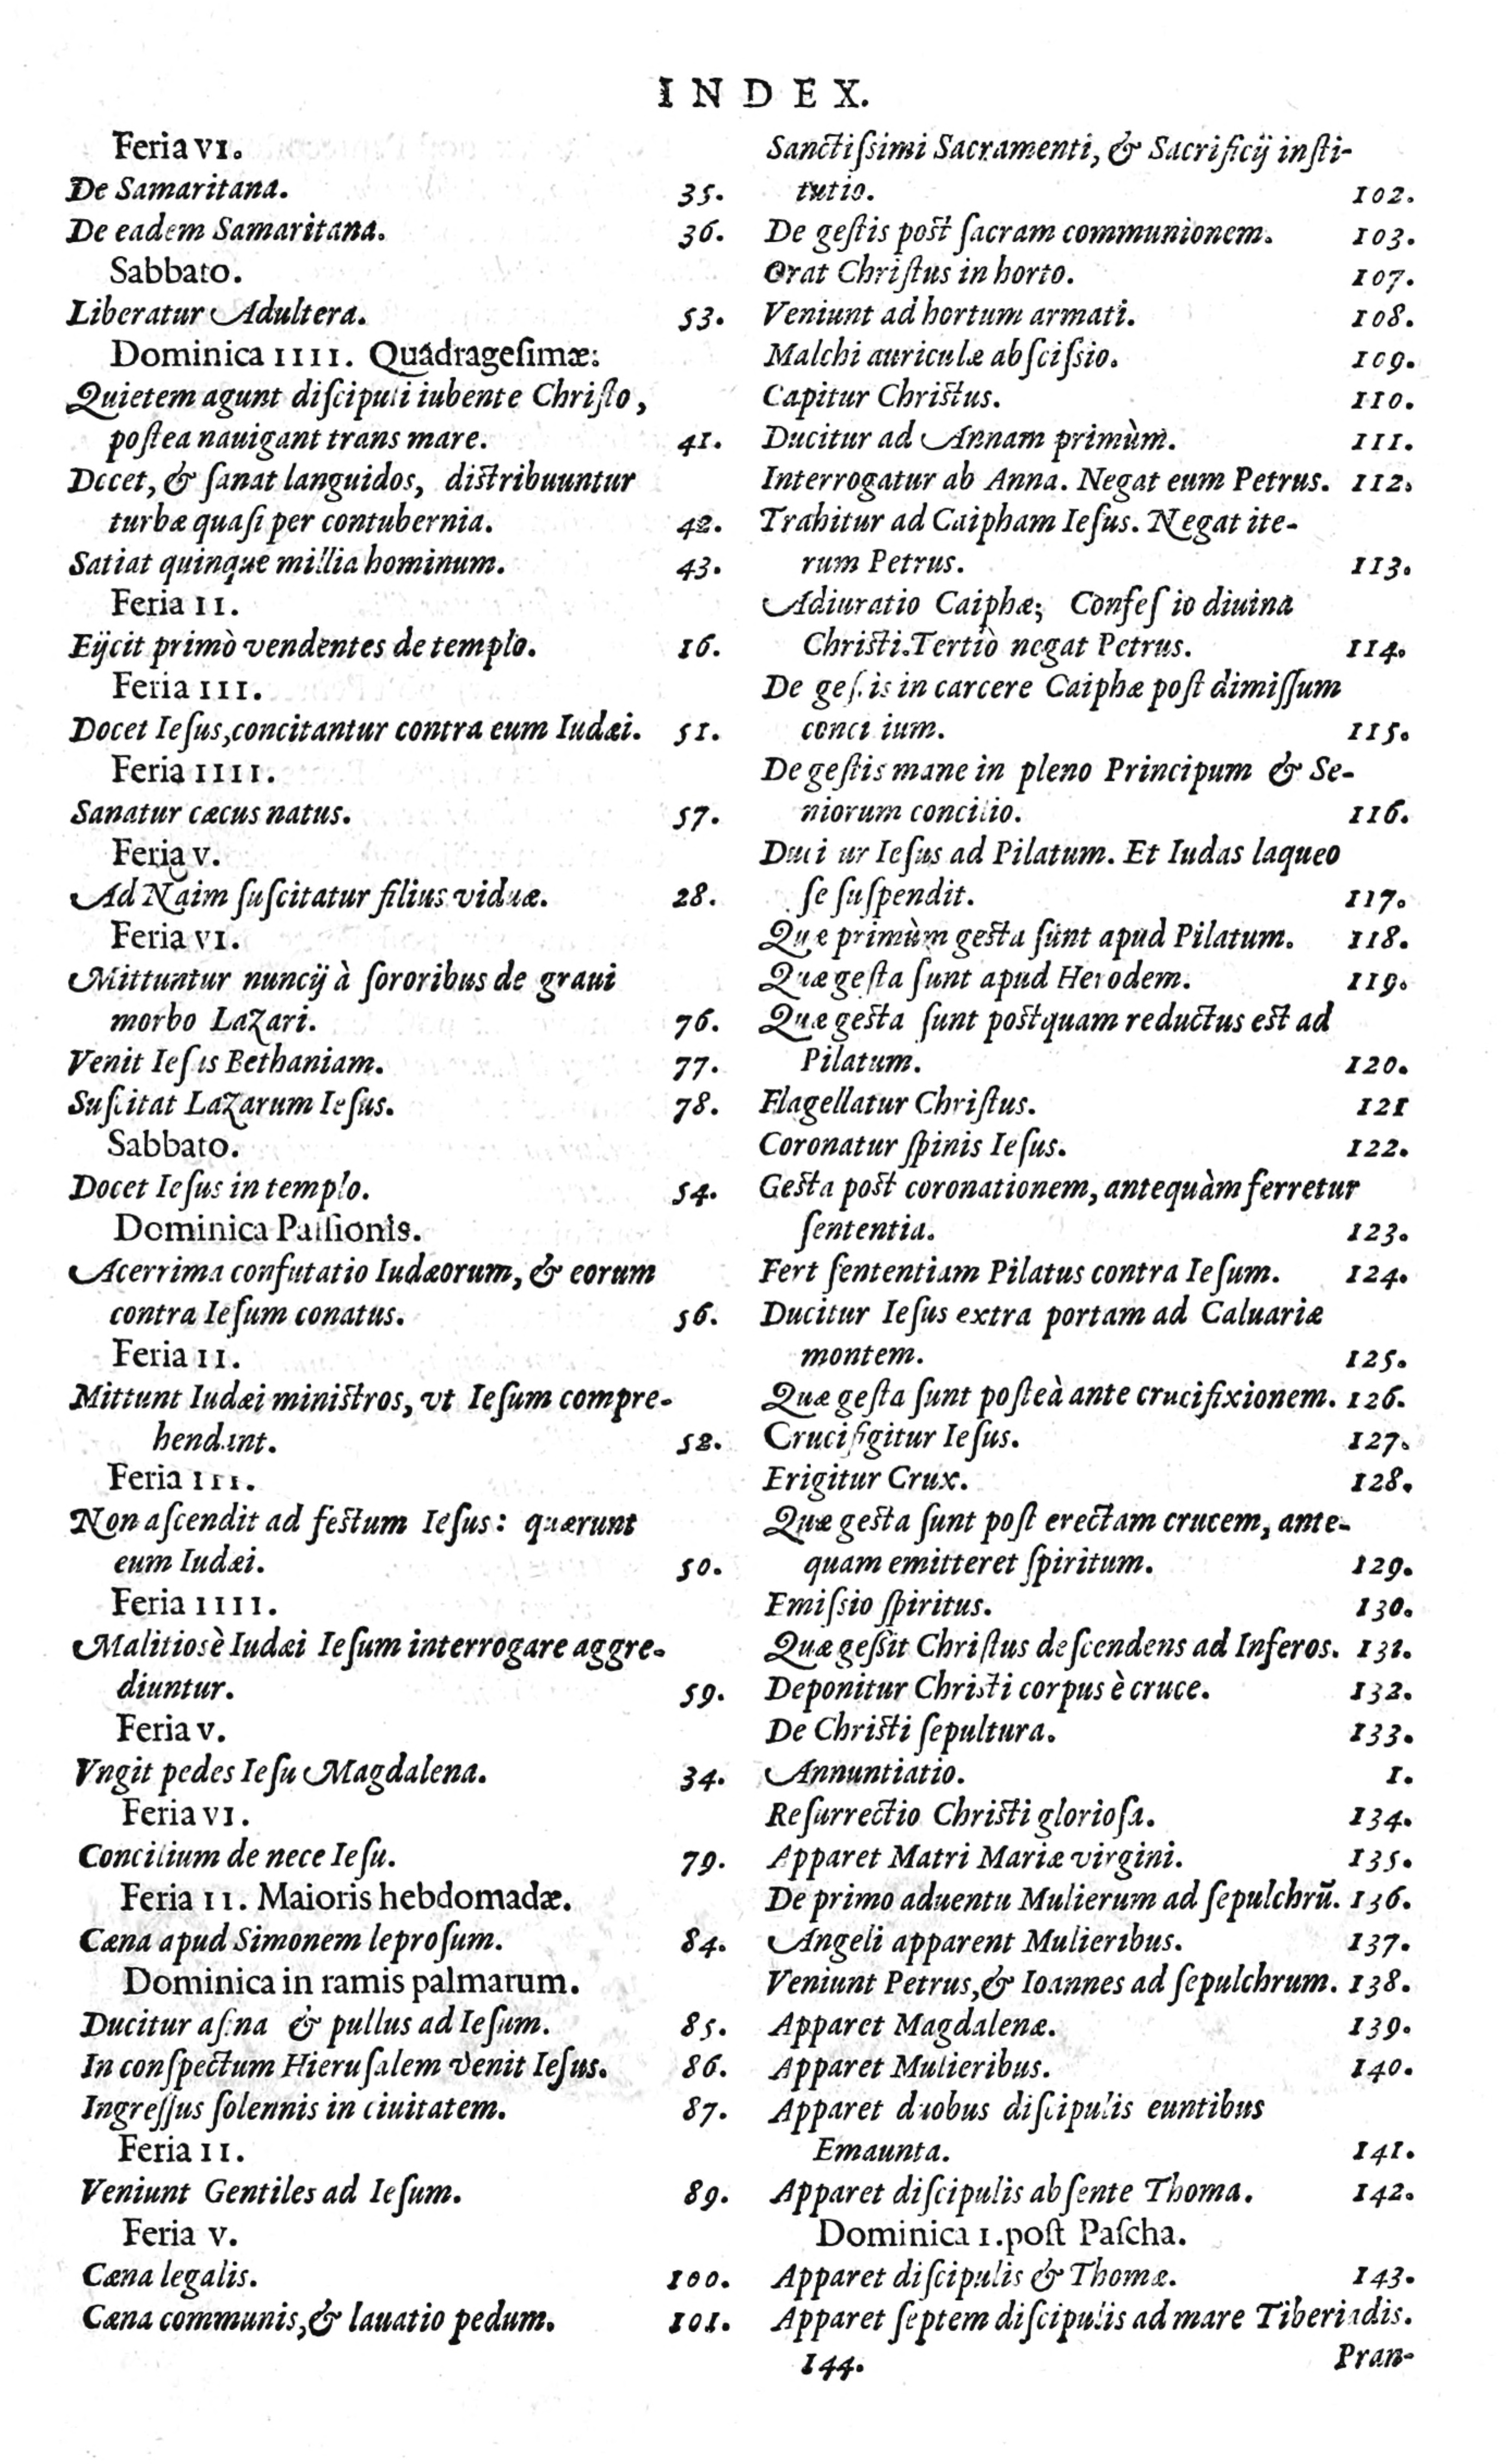 INDEX.
Feria VI.
De Samaritana. 35.
De eadem Samaritana. 36.
Sabbato.
Liberatur Adultera. 53.
Dominica IIII. Quadragesimæ:
Quietem agunt discipuli iubente Christo,
postea nauigant trans mare. 41.
Docet, & sanat languidos, distribuuntur
turbæ quasi per contubernia. 42.
Satiat quinque millia hominum. 43.
Feria II.
Eijcit primò vendentes de templo. 16.
Feria III.
Docet Iesus,concitantur contra eum Iudæi. 51.
Feria IIII.
Sanatur cæcus natus. 57.
Feria V.
Ad Naim suscitatur filius viduæ. 28.
Feria VI.
Mittuntur nuncij à sororibus de graui
morbo Lazari. 76.
Venit Iesus Bethaniam. 77.
Suscitat Lazarum Iesus. 78.
Sabbato.
Docet Iesus in templo. 54.
Dominica Passionis.
Acerrima confutatio Iudæorum, & eorum
contra Iesum conatus. 56.
Feria II.
Mittunt Iudæi ministros, vt Iesum compre-
hendant. 52.
Feria III.
Non ascendit ad festum Iesus: quærunt
eum Iudæi. 50.
Feria IIII.
Malitiosè Iudæi Iesum interrogare aggre-
diuntur. 59.
Feria V.
Vngit pedes Iesu Magdalena. 34.
Feria VI.
Concilium de nece Iesu. 79.
Feria II. Maioris hebdomadæ.
Cæna apud Simonem leprosum. 84.
Dominica in ramis palmarum.
Ducitur asina & pullus ad Iesum. 85.
In conspectum Hierusalem venit Iesus. 86.
Ingressus solennis in ciuitatem. 87.
Feria II.
Veniunt Gentiles ad Iesum. 89.
Feria V.
Cæna legalis. 100.
Cæna communis,& lauatio pedum. 101.
Sanctissimi Sacramenti, & Sacrificij insti-
tutio. 102.
De gestis post sacram communionem. 103.
Orat Christus in horto. 107.
Veniunt ad hortum armati. 108.
Malchi auriculæ abscissio. 109.
Capitur Christus. 110.
Ducitur ad Annam primùm. 111.
Interrogatur ab Anna. Negat eum Petrus. 112.
Trahitur ad Caipham Iesus. Negat ite-
rum Petrus. 113.
Adiuratio Caiphæ; Confessio diuina
Christi.Tertiò negat Petrus. 114.
De gestis in carcere Caiphæ post dimissum
concilium. 115.
De gestis mane in pleno Principum & Se-
niorum concilio. 116.
Ducitur Iesus ad Pilatum. Et Iudas laqueo
se suspendit. 117.
Quæ primùm gesta sunt apud Pilatum. 118.
Quæ gesta sunt apud Herodem. 119.
Quæ gesta sunt postquam reductus est ad
Pilatum. 120.
Flagellatur Christus. 121
Coronatur spinis Iesus. 122.
Gesta post coronationem, antequàm ferretur
sententia. 123.
Fert sententiam Pilatus contra Iesum. 124.
Ducitur Iesus extra portam ad Caluariæ
montem. 125.
Quæ gesta sunt posteà ante crucifixionem. 126.
Crucifigitur Iesus. 127.
Erigitur Crux. 128.
Quæ gesta sunt post erectam crucem, ante-
quam emitteret spiritum. 129.
Emissio spiritus. 130.
Quæ gessit Christus descendens ad Inferos. 131.
Deponitur Christi corpus è cruce. 132.
De Christi sepultura. 133.
Annuntiatio. 1.
Resurrectio Christi gloriosa. 134.
Apparet Matri Mariæ virgini. 135.
De primo aduentu Mulierum ad sepulchrū. 136.
Angeli apparent Mulieribus. 137.
Veniunt Petrus,& Ioannes ad sepulchrum. 138.
Apparet Magdalenæ. 139.
Apparet Mulieribus. 140.
Apparet duobus discipulis euntibus
Emaunta. 141.
Apparet discipulis absente Thoma. 142.
Dominica I.post Pascha.
Apparet discipulis & Thomæ. 143.
Apparet septem discipulis ad mare Tiberiadis.
144. Pran-